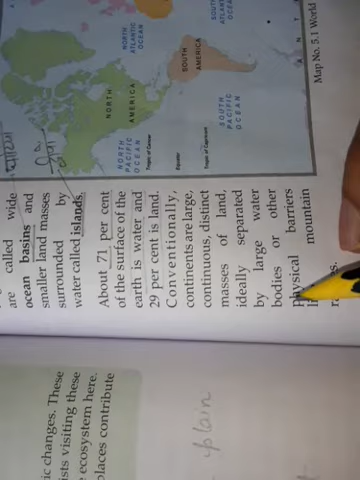 are called wide
ocean basins and
smaller land masses
surrounded by
water called islands.
About 71 per cent
of the surface of the
earth is water, and
29 per cent is land.
Conventionally,
continents are large,
continuous, distinct
masses of land,
ideally separated
by large water
bodies or other
physical barriers
mountain
NORTH PACIFIC OCEAN
NORTH AMERICA
NORTH ATLANTIC OCEAN
Tropic of Cancer
Equator
Tropic of Capricorn
SOUTH PACIFIC OCEAN
SOUTH AMERICA
SOUTH
Map No. 5.1 World
ic changes. These
ists visiting these
ecosystem here.
places contribute
plain